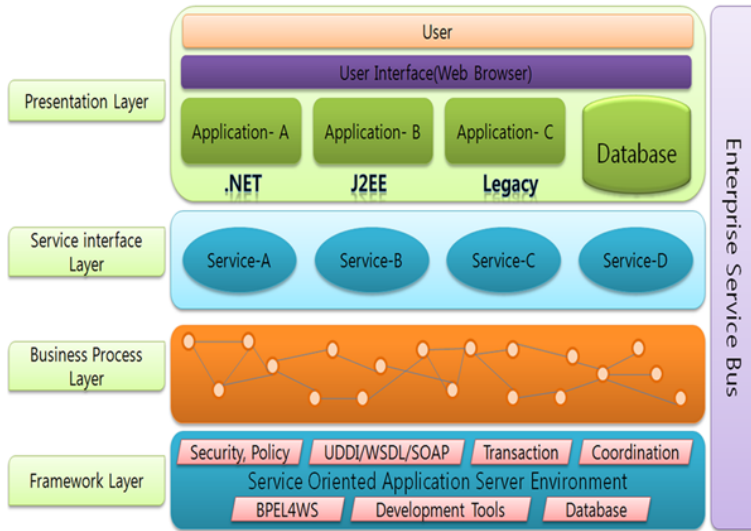 User
User Interface(Web Browser)
Presentation Layer
Application- A
Application- B
Application- C
Database
.NET
J2EE
Legacy
Service interface
Layer
Service-A
Service-B
Service-C
Service-D
Business Process
Layer
Framework Layer
Security, Policy
UDDI/WSDL/SOAP
Transaction
Coordination
Service Oriented Application Server Environment
BPEL4WS
Development Tools
Database
Enterprise Service Bus